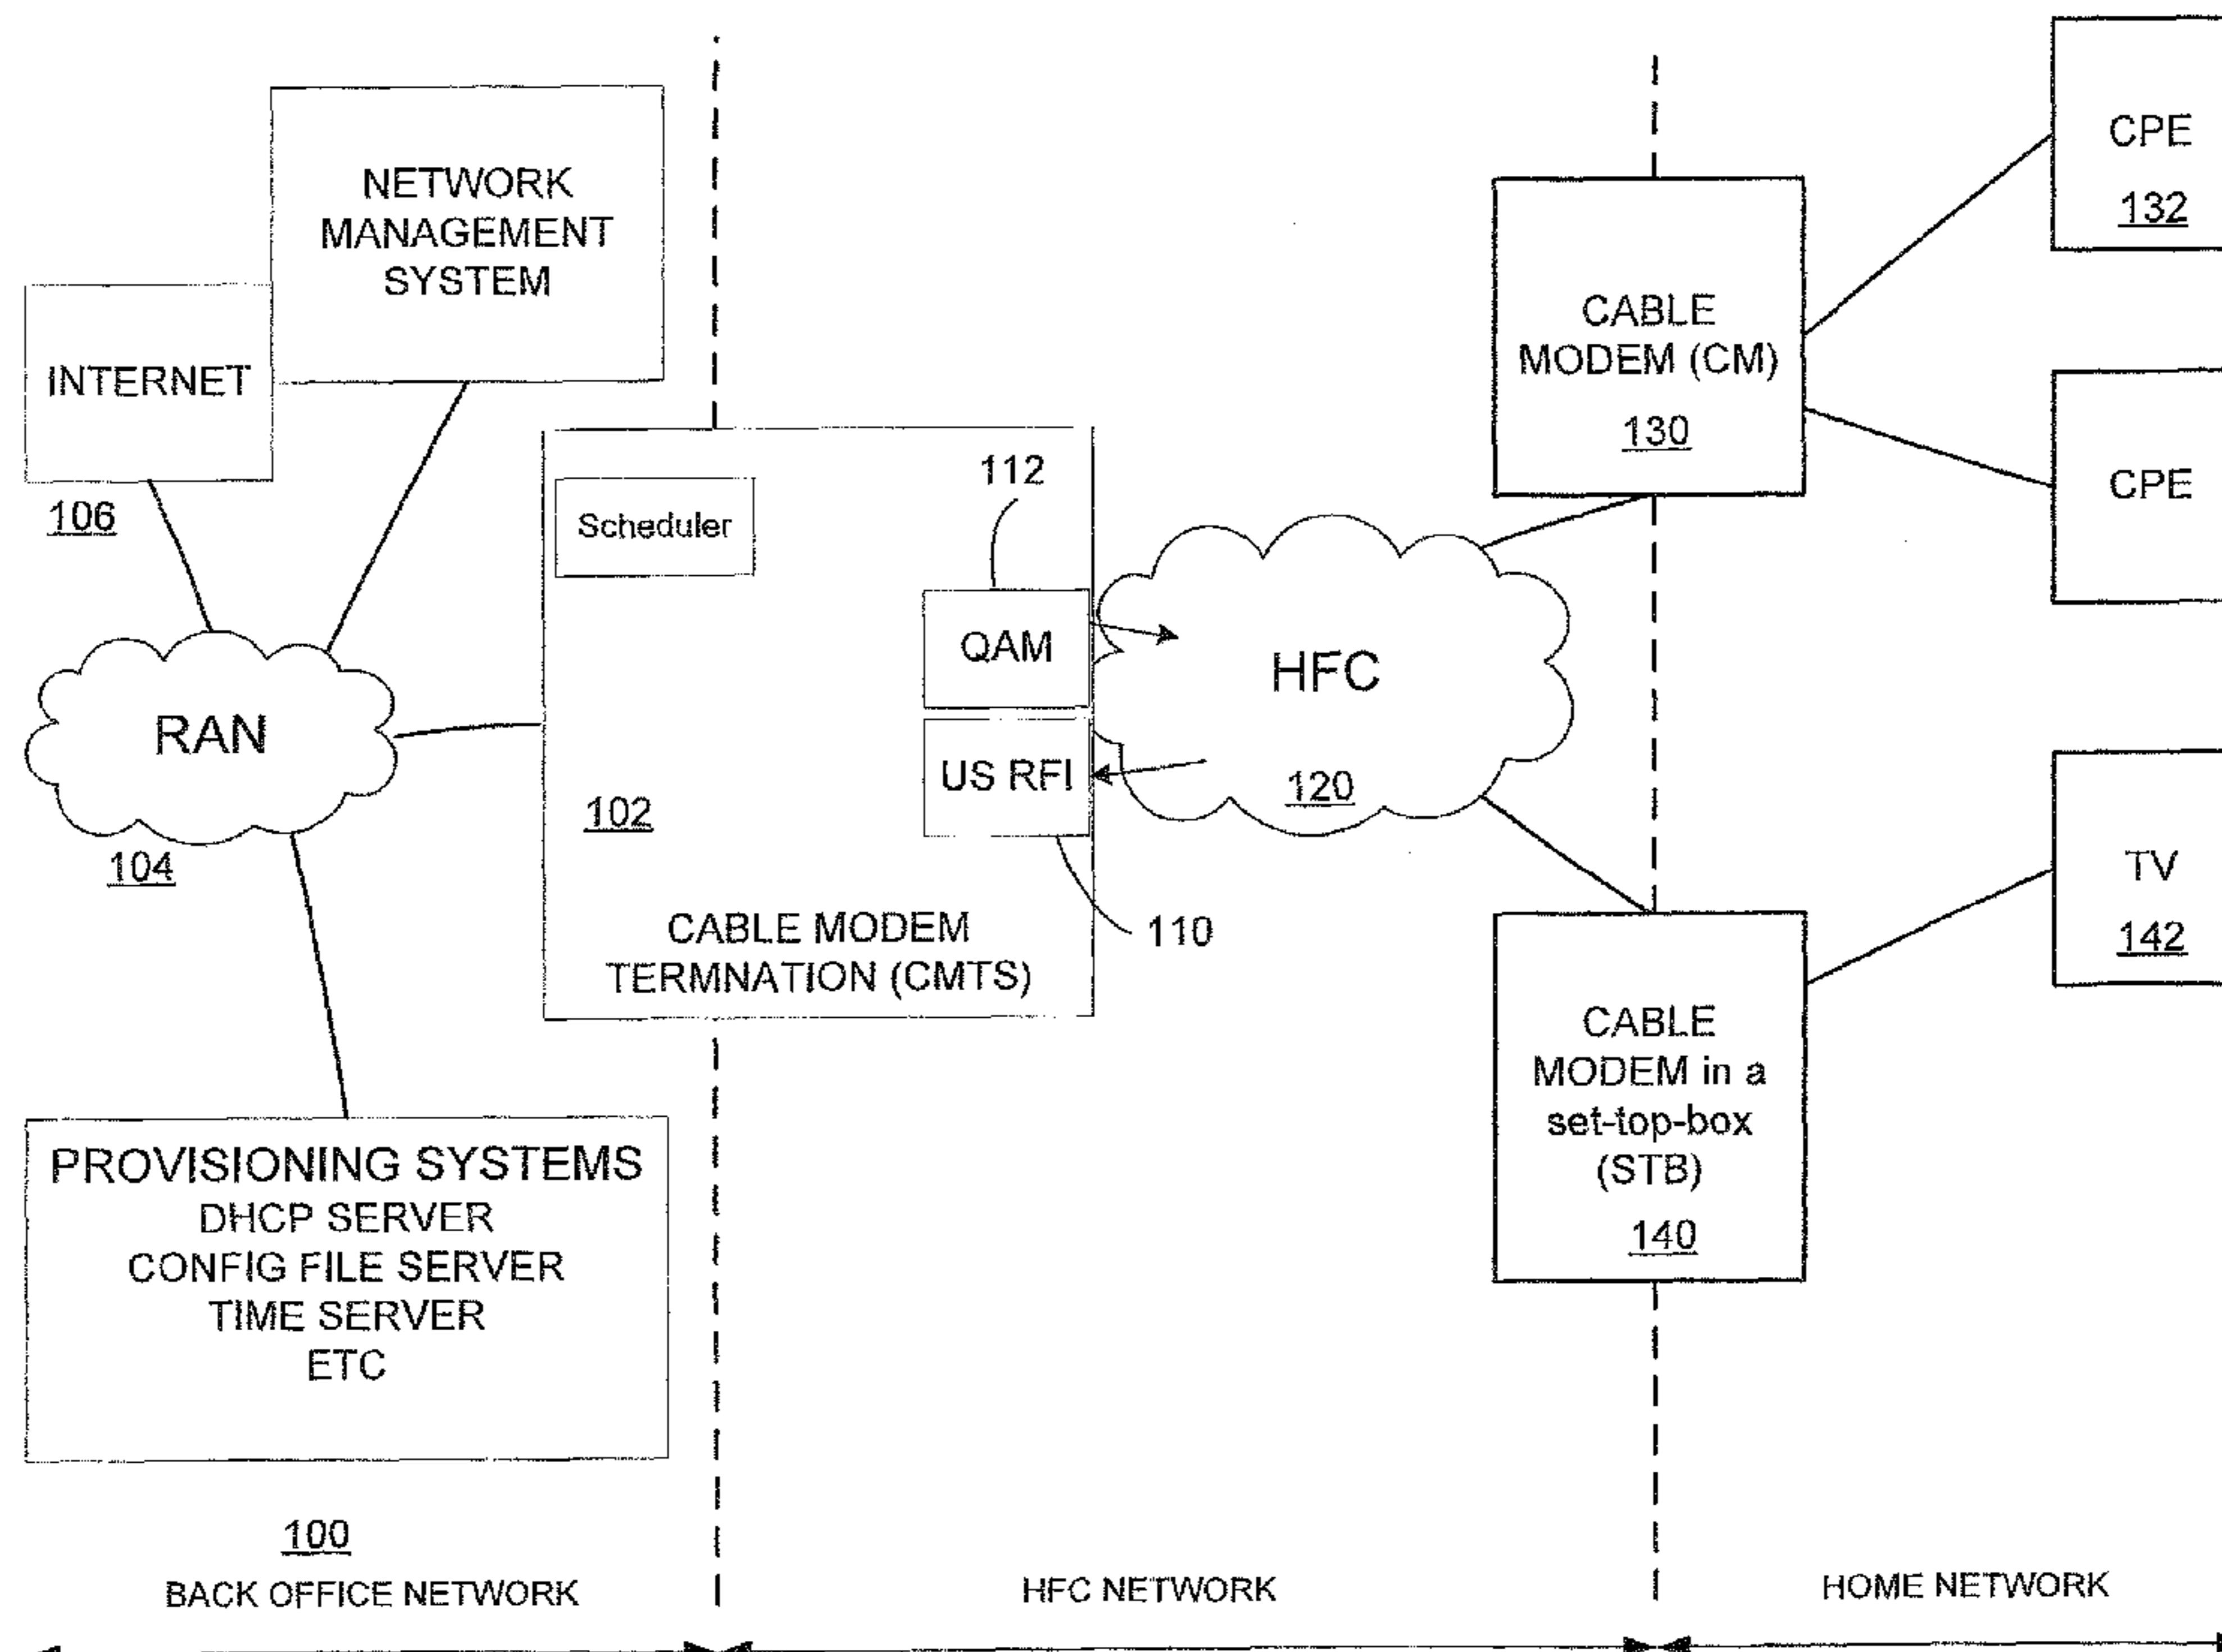 NETWORK
MANAGEMENT
SYSTEM
INTERNET
106
RAN
104
PROVISIONING SYSTEMS
DHCP SERVER
CONFIG FILE SERVER
TIME SERVER
ETC
100
BACK OFFICE NETWORK
Scheduler
112
QAM
US RFI
102
110
CABLE MODEM
TERMNATION (CMTS)
HFC
120
HFC NETWORK
CABLE
MODEM (CM)
130
CABLE
MODEM in a
set-top-box
(STB)
140
CPE
132
CPE
TV
142
HOME NETWORK